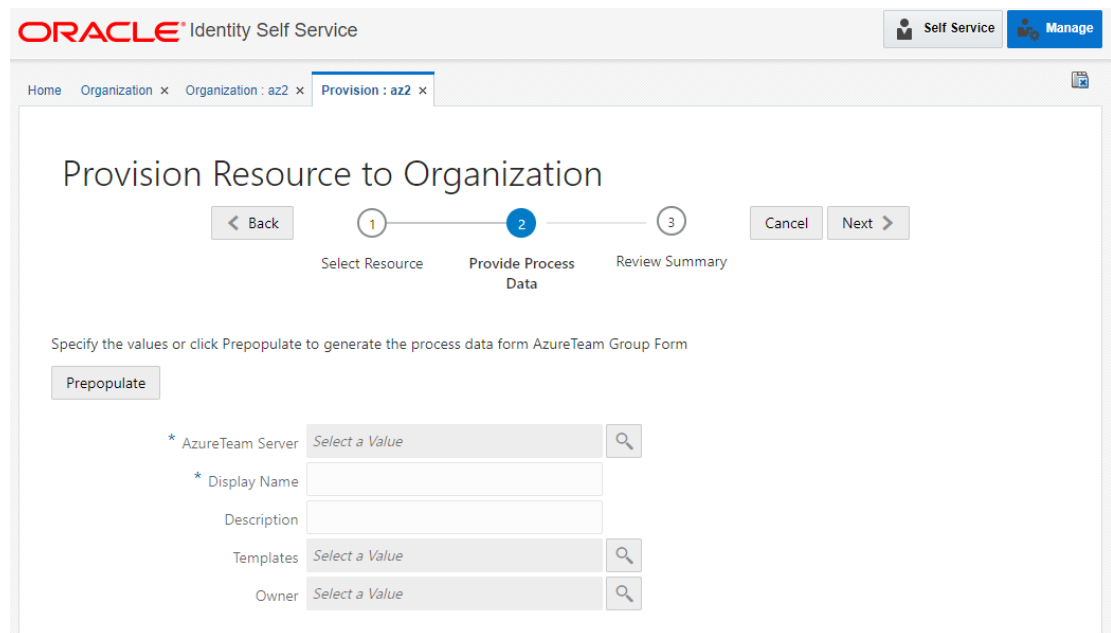 ORACLE Identity Self Service
Self Service
Manage
Home Organization × Organization : az2 × Provision : az2 ×
Provision Resource to Organization
Back
1
2
3
Cancel
Next
Select Resource
Provide Process
Data
Review Summary
Specify the values or click Prepopulate to generate the process data form AzureTeam Group Form
Prepopulate
* AzureTeam Server Select a Value
* Display Name
Description
Templates Select a Value
Owner Select a Value